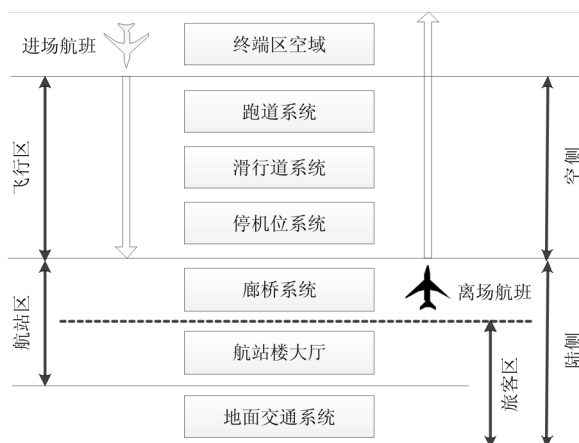 进场航班
终端区空域
跑道系统
飞行区
滑行道系统
空侧
停机位系统
廊桥系统
离场航班
航站区
航站楼大厅
陆侧
旅客区
地面交通系统